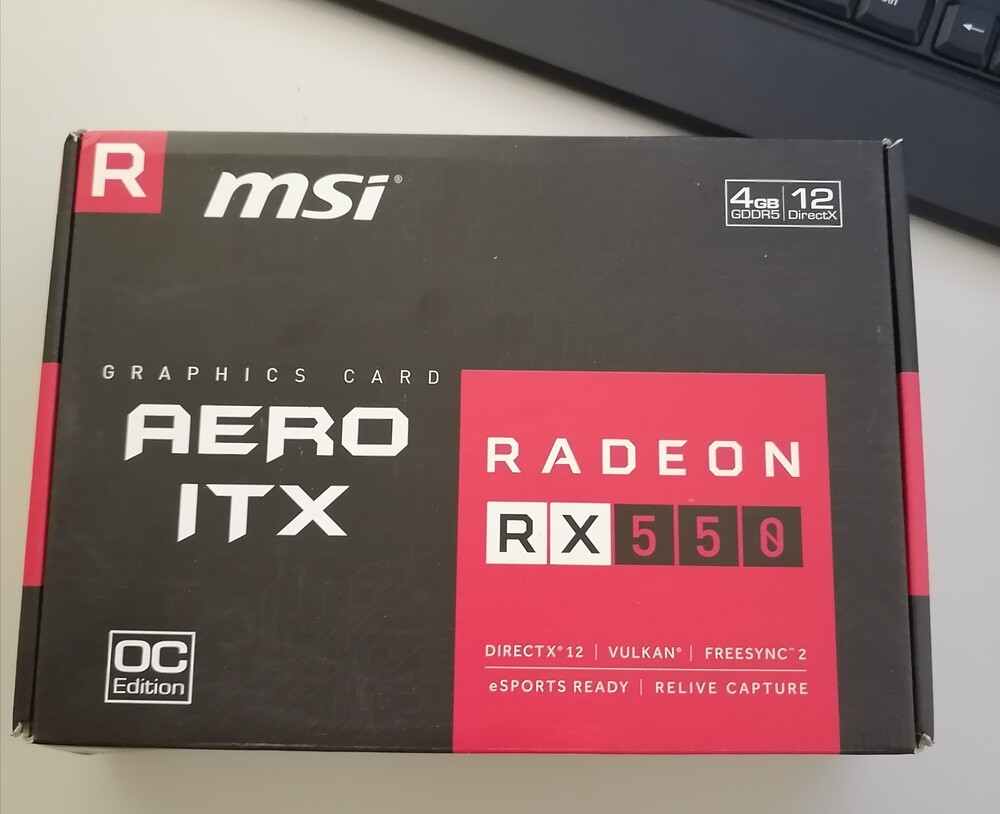 R
msi®
4GB GDDR5
12 DirectX
GRAPHICS CARD
AERO
ITX
RADEON
RX550
OC
Edition
DIRECTX® 12 | VULKAN® | FREESYNC™ 2
eSPORTS READY | RELIVE CAPTURE